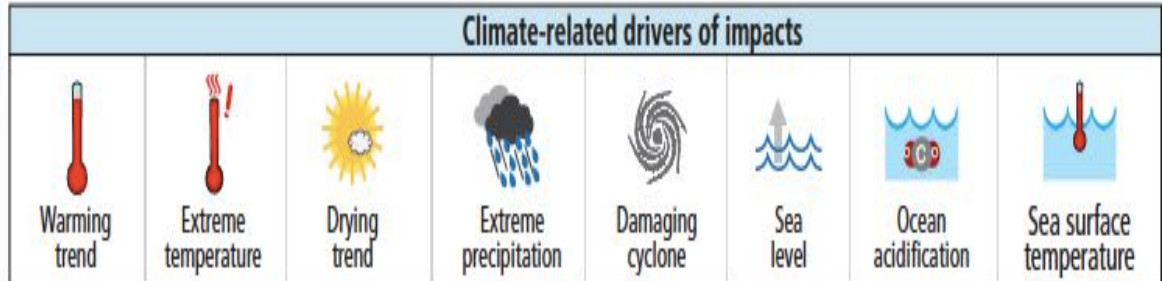 Climate-related drivers of impacts
C
Warming
trend
Extreme
temperature
Drying
trend
Extreme
precipitation
Damaging
cyclone
Sea
level
Ocean
acidification
Sea surface
temperature